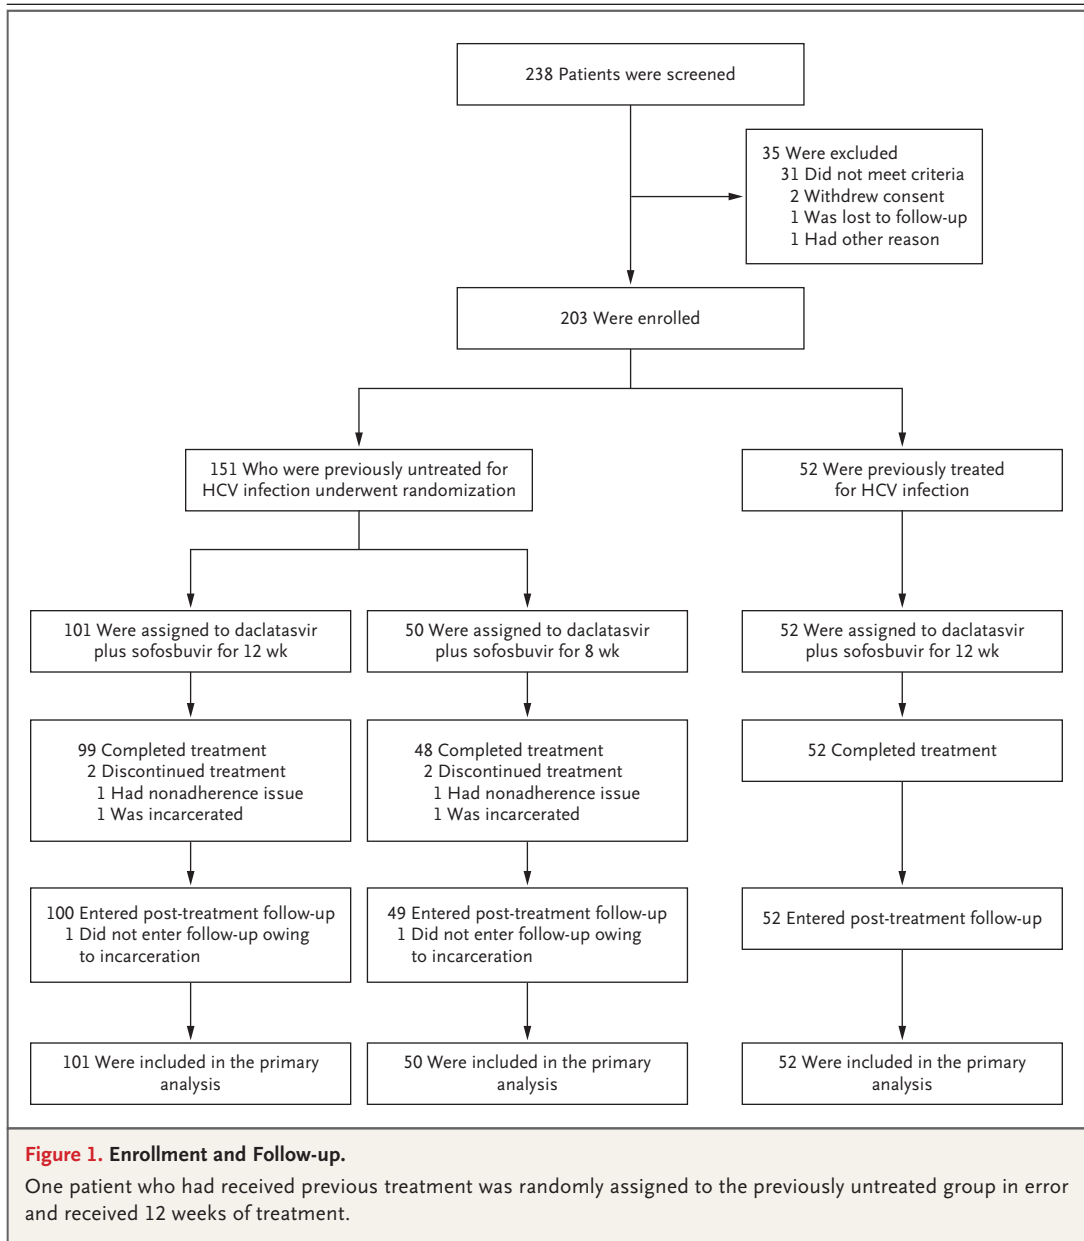 238 Patients were screened
35 Were excluded
31 Did not meet criteria
2 Withdrew consent
1 Was lost to follow-up
1 Had other reason
203 Were enrolled
151 Who were previously untreated for
HCV infection underwent randomization
52 Were previously treated
for HCV infection
101 Were assigned to daclatasvir
plus sofosbuvir for 12 wk
50 Were assigned to daclatasvir
plus sofosbuvir for 8 wk
52 Were assigned to daclatasvir
plus sofosbuvir for 12 wk
99 Completed treatment
2 Discontinued treatment
1 Had nonadherence issue
1 Was incarcerated
48 Completed treatment
2 Discontinued treatment
1 Had nonadherence issue
1 Was incarcerated
52 Completed treatment
100 Entered post-treatment follow-up
1 Did not enter follow-up owing
to incarceration
49 Entered post-treatment follow-up
1 Did not enter follow-up owing
to incarceration
52 Entered post-treatment follow-up
101 Were included in the primary
analysis
50 Were included in the primary
analysis
52 Were included in the primary
analysis
Figure 1. Enrollment and Follow-up.
One patient who had received previous treatment was randomly assigned to the previously untreated group in error
and received 12 weeks of treatment.